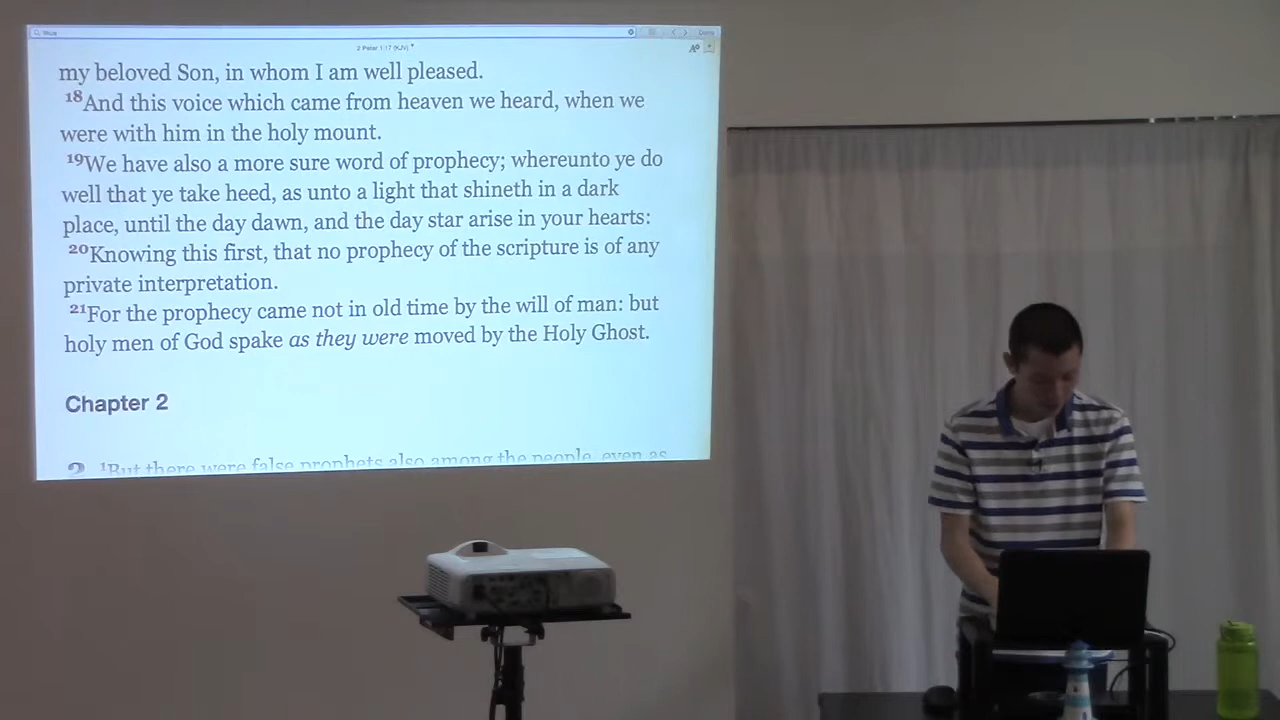 2 Peter 1:17 (KJV)
my beloved Son, in whom I am well pleased.
18And this voice which came from heaven we heard, when we
were with him in the holy mount.
19We have also a more sure word of prophecy; whereunto ye do
well that ye take heed, as unto a light that shineth in a dark
place, until the day dawn, and the day star arise in your hearts:
20Knowing this first, that no prophecy of the scripture is of any
private interpretation.
21For the prophecy came not in old time by the will of man: but
holy men of God spake as they were moved by the Holy Ghost.
Chapter 2
2 1But there were false prophets also among the people, even as